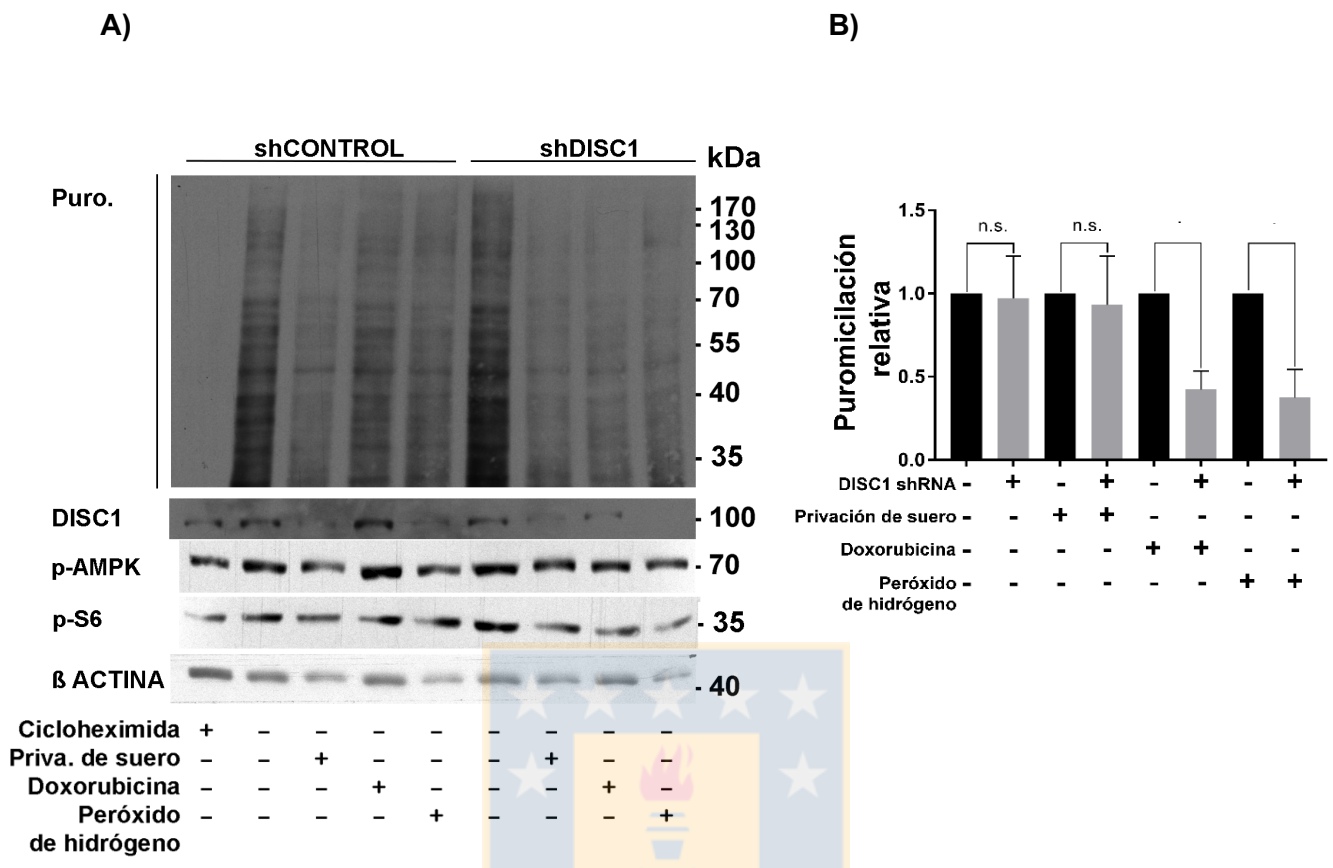 A)
shCONTROL shDISC1 kDa
Puro.
- 170
- 130
- 100
- 70
- 55
- 40
- 35
DISC1 - 100
p-AMPK - 70
p-S6 - 35
ß ACTINA - 40
Cicloheximida + – – – – – – – –
Priva. de suero – – + – – – + – –
Doxorubicina – – – + – – – + –
Peróxido – – – – + – – – +
de hidrógeno
B)
Puromicilación
relativa
1.5
1.0
0.5
0.0
n.s. n.s. . .
DISC1 shRNA - + - + - + - +
Privación de suero - - + + - - - -
Doxorubicina - - - - + + - -
Peróxido - - - - - - + +
de hidrógeno